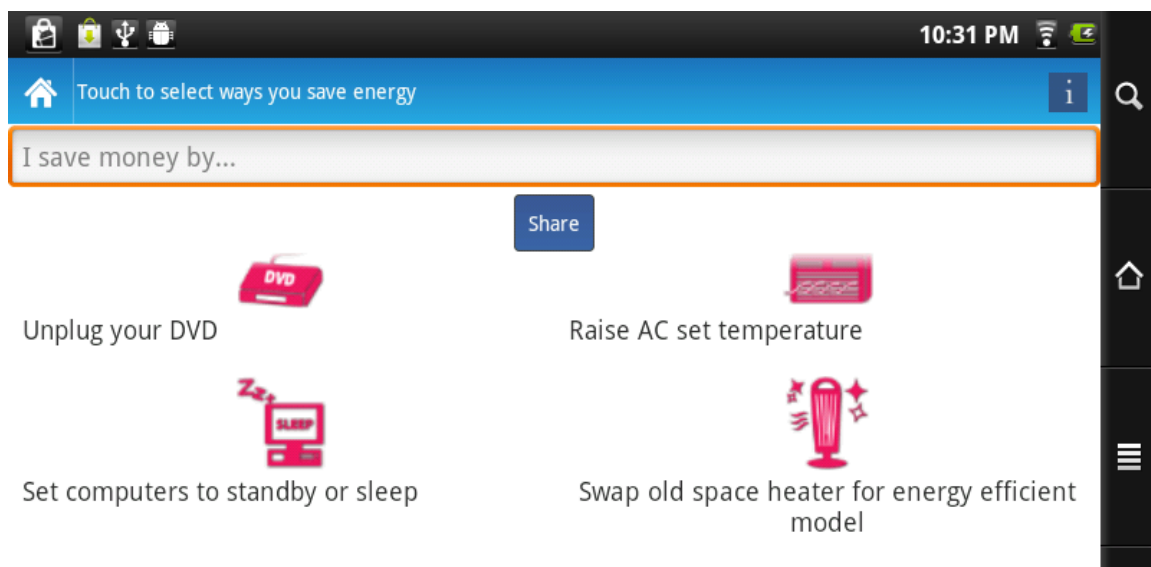 10:31 PM
Touch to select ways you save energy
i
I save money by...
Share
DVD
Unplug your DVD
Raise AC set temperature
Zzz
SLEEP
Set computers to standby or sleep
Swap old space heater for energy efficient
model